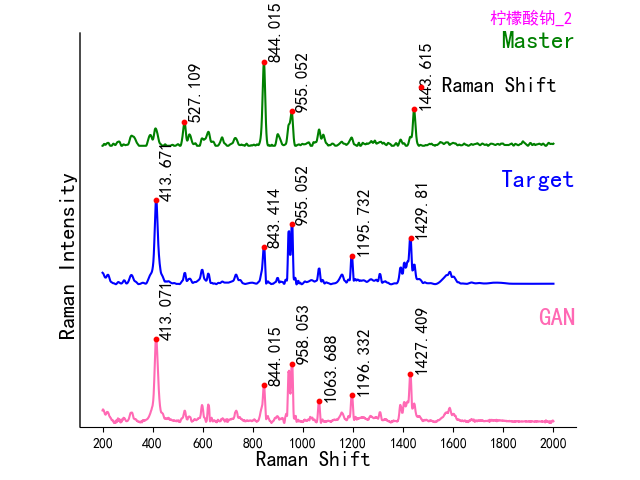 柠檬酸钠_2
Master
844.015
955.052
527.109
1443.615
Raman Shift
Target
413.671
843.414
955.052
1195.732
1429.81
GAN
413.071
844.015
958.053
1063.688
1196.332
1427.409
Raman Intensity
200 400 600 800 1000 1200 1400 1600 1800 2000
Raman Shift